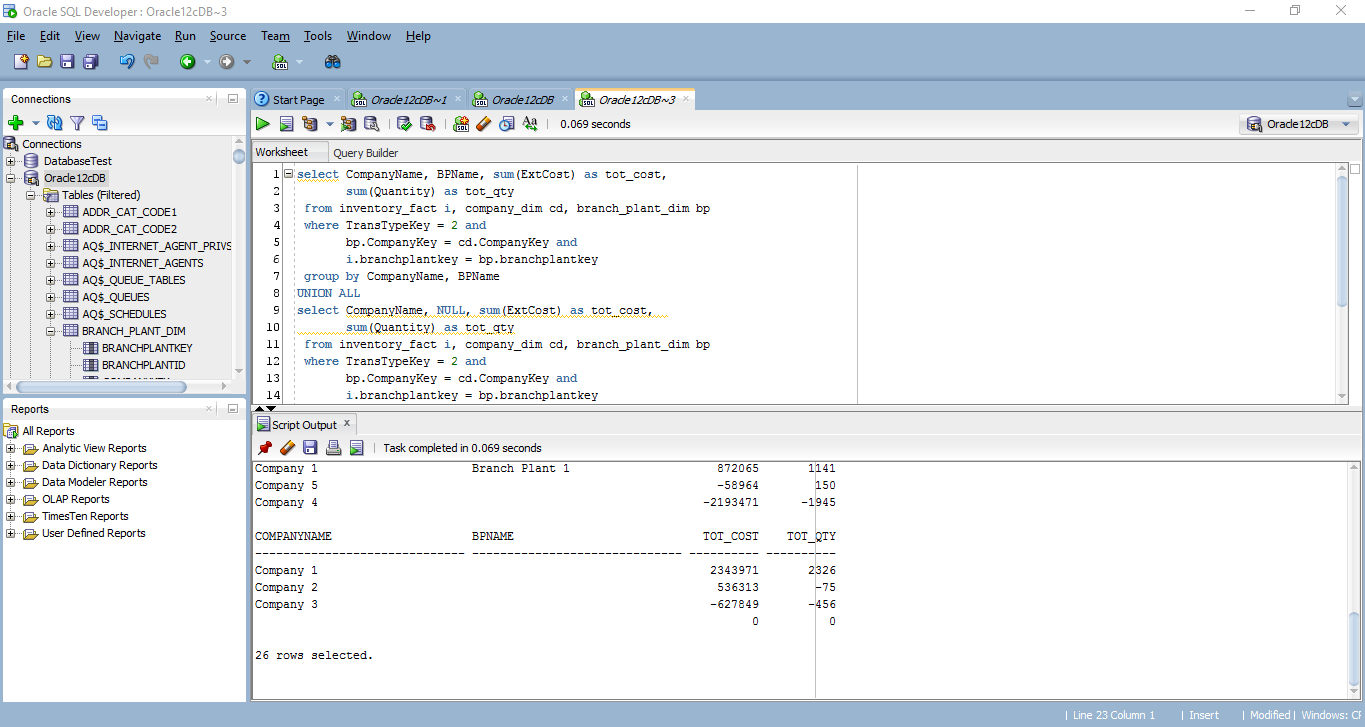 Oracle SQL Developer : Oracle12cDB~3
File Edit View Navigate Run Source Team Tools Window Help
Connections
Connections
DatabaseTest
Oracle12cDB
Tables (Filtered)
ADDR_CAT_CODE1
ADDR_CAT_CODE2
AQ$_INTERNET_AGENT_PRIVS
AQ$_INTERNET_AGENTS
AQ$_QUEUE_TABLES
AQ$_QUEUES
AQ$_SCHEDULES
BRANCH_PLANT_DIM
BRANCHPLANTKEY
BRANCHPLANTID
Reports
All Reports
Analytic View Reports
Data Dictionary Reports
Data Modeler Reports
OLAP Reports
TimesTen Reports
User Defined Reports
Start Page Oracle12cDB~1 Oracle12cDB Oracle12cDB~3
0.069 seconds Oracle12cDB
Worksheet Query Builder
1 select CompanyName, BPName, sum(ExtCost) as tot_cost,
2 sum(Quantity) as tot_qty
3 from inventory_fact i, company_dim cd, branch_plant_dim bp
4 where TransTypeKey = 2 and
5 bp.CompanyKey = cd.CompanyKey and
6 i.branchplantkey = bp.branchplantkey
7 group by CompanyName, BPName
8 UNION ALL
9 select CompanyName, NULL, sum(ExtCost) as tot_cost,
10 sum(Quantity) as tot_qty
11 from inventory_fact i, company_dim cd, branch_plant_dim bp
12 where TransTypeKey = 2 and
13 bp.CompanyKey = cd.CompanyKey and
14 i.branchplantkey = bp.branchplantkey
Script Output
Task completed in 0.069 seconds
Company 1 Branch Plant 1 872065 1141
Company 5 -58964 150
Company 4 -2193471 -1945
COMPANYNAME BPNAME TOT_COST TOT_QTY
------------------------------ ------------------------------ ---------- ----------
Company 1 2343971 2326
Company 2 536313 -75
Company 3 -627849 -456
0 0
26 rows selected.
Line 23 Column 1 Insert Modified Windows: CF